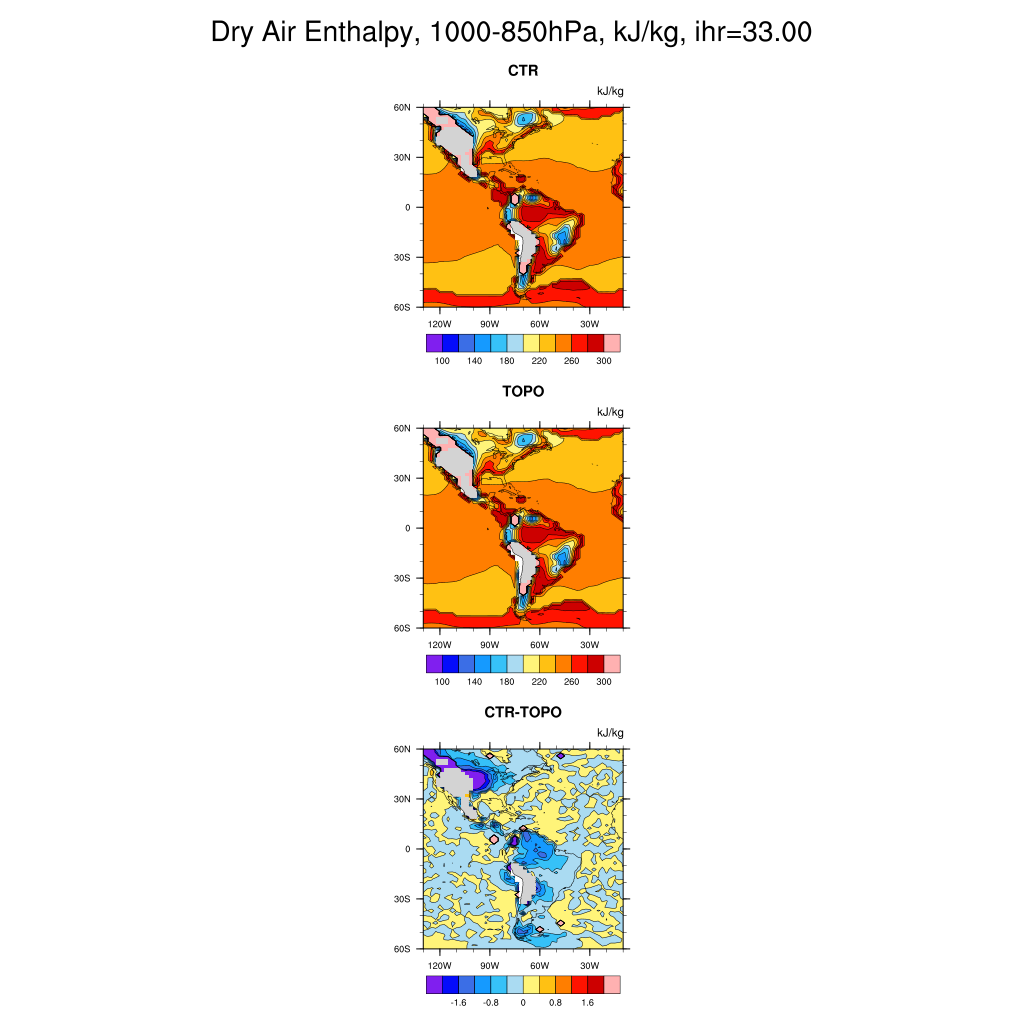 Dry Air Enthalpy, 1000-850hPa, kJ/kg, ihr=33.00
CTR
kJ/kg
60N
30N
0
30S
60S
120W 90W 60W 30W
100 140 180 220 260 300
TOPO
kJ/kg
60N
30N
0
30S
60S
120W 90W 60W 30W
100 140 180 220 260 300
CTR-TOPO
kJ/kg
60N
30N
0
30S
60S
120W 90W 60W 30W
-1.6 -0.8 0 0.8 1.6